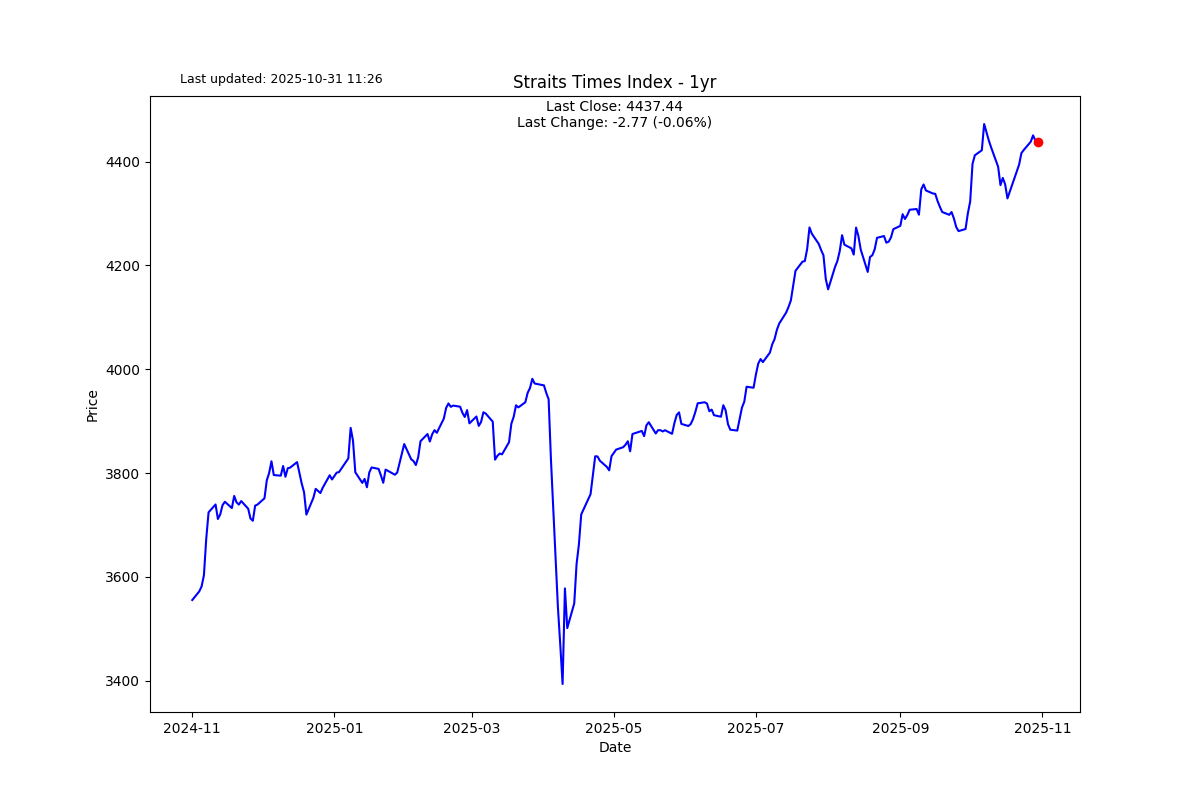 Last updated: 2025-10-31 11:26
Straits Times Index - 1yr
Last Close: 4437.44
Last Change: -2.77 (-0.06%)
4400
4200
4000
3800
3600
3400
Price
2024-11
2025-01
2025-03
2025-05
2025-07
2025-09
2025-11
Date